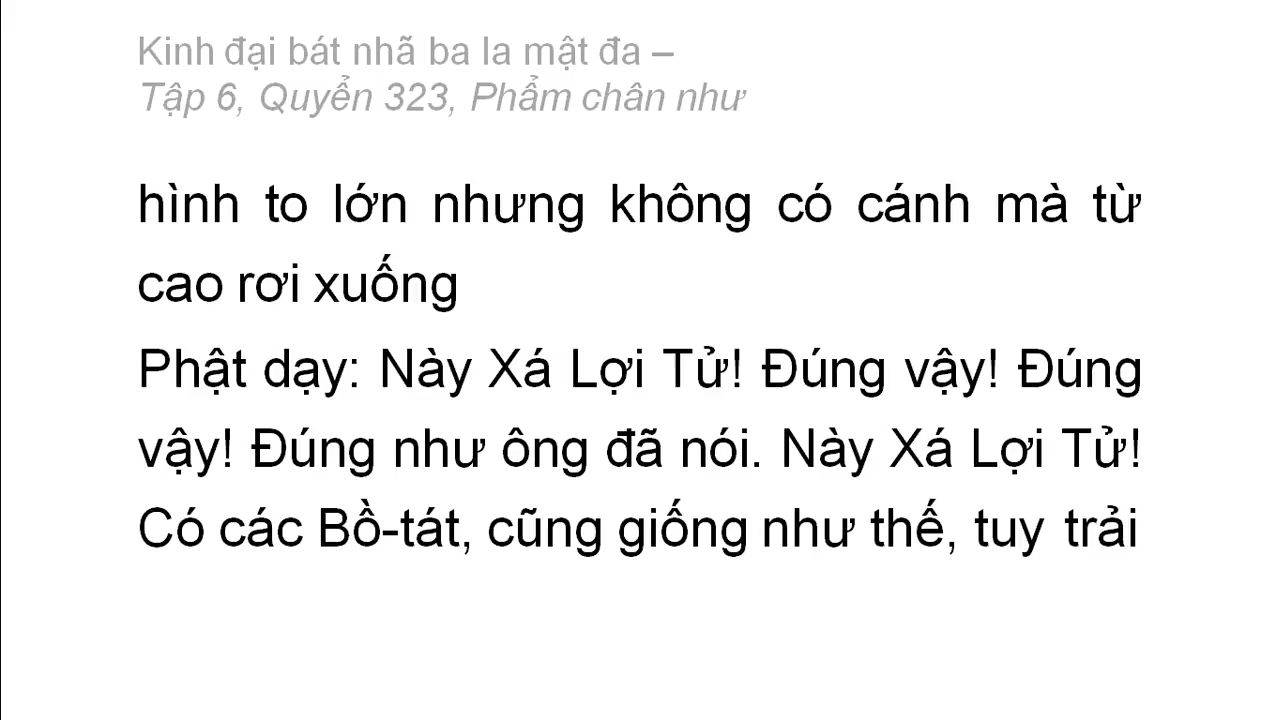 Kinh đại bát nhã ba la mật đa –
Tập 6, Quyển 323, Phẩm chân như
hình to lớn nhưng không có cánh mà từ
cao rơi xuống
Phật dạy: Này Xá Lợi Tử! Đúng vậy! Đúng
vậy! Đúng như ông đã nói. Này Xá Lợi Tử!
Có các Bồ-tát, cũng giống như thế, tuy trải